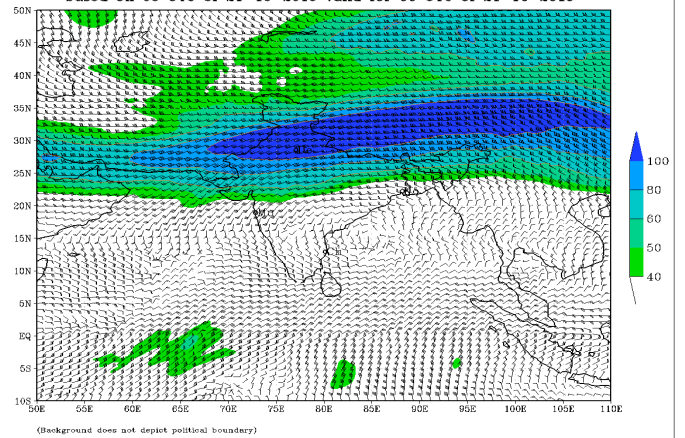 50N
45N
40N
35N
30N
25N
20N
15N
10N
5N
EQ
5S
10S
50E 55E 60E 65E 70E 75E 80E 85E 90E 95E 100E 105E 110E
100
80
60
50
40
(Background does not depict political boundary)